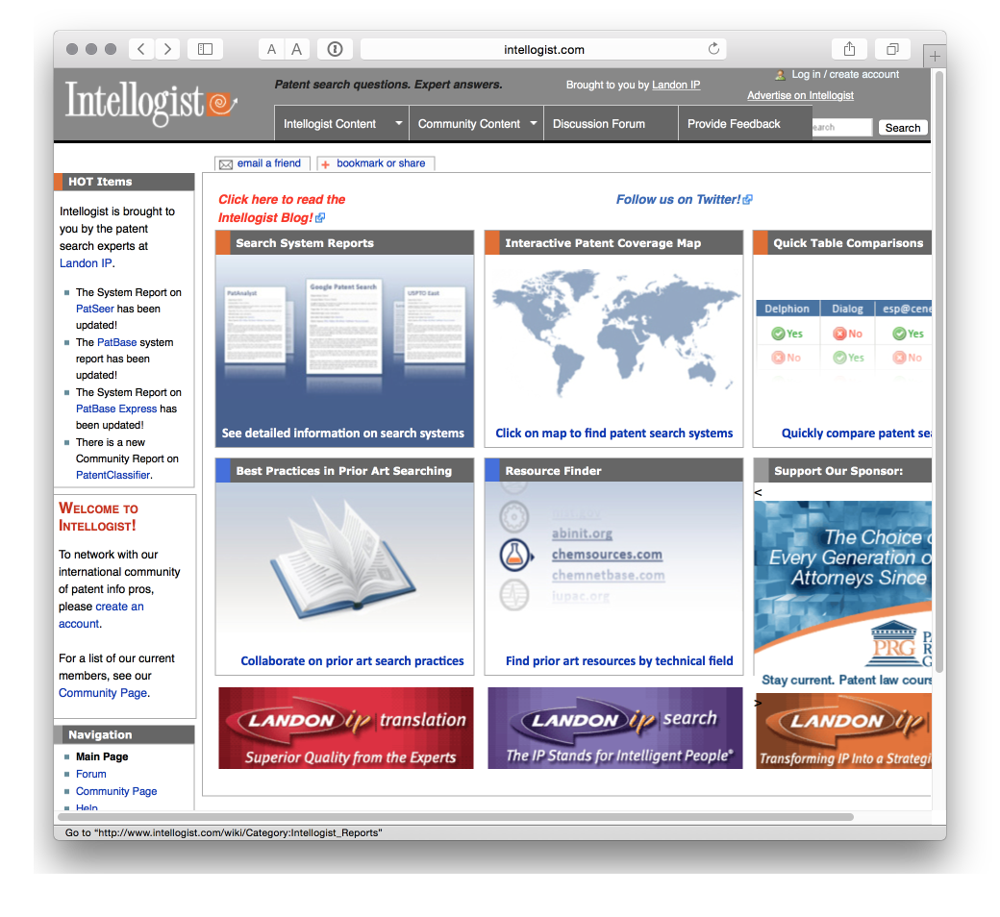 A A
intellogist.com
Intellogist
Patent search questions. Expert answers.
Brought to you by Landon IP
Log in / create account
Advertise on Intellogist
Intellogist Content
Community Content
Discussion Forum
Provide Feedback
earch
Search
email a friend
bookmark or share
HOT Items
Intellogist is brought to
you by the patent
search experts at
Landon IP.
The System Report on
PatSeer has been
updated!
The PatBase system
report has been
updated!
The System Report on
PatBase Express has
been updated!
There is a new
Community Report on
PatentClassifier.
Welcome to
Intellogist!
To network with our
international community
of patent info pros,
please create an
account.
For a list of our current
members, see our
Community Page.
Navigation
Main Page
Forum
Community Page
Help
Click here to read the
Intellogist Blog!
Follow us on Twitter!
Search System Reports
PatAnalyst
Google Patent Search
USPTO East
See detailed information on search systems
Interactive Patent Coverage Map
Click on map to find patent search systems
Quick Table Comparisons
Delphion Dialog esp@cene
Yes No Yes
No Yes No
Quickly compare patent sea
Best Practices in Prior Art Searching
Collaborate on prior art search practices
Resource Finder
abinit.org
chemsources.com
chemnetbase.com
iupac.org
Find prior art resources by technical field
Support Our Sponsor:
<
The Choice o
Every Generation o
Attorneys Since
PRG
P
R
G
Stay current. Patent law cours
>
LANDON ip translation
Superior Quality from the Experts
LANDON ip search
The IP Stands for Intelligent People®
LANDON ip
Transforming IP Into a Strategi
Go to “http://www.intellogist.com/wiki/Category:Intellogist_Reports”